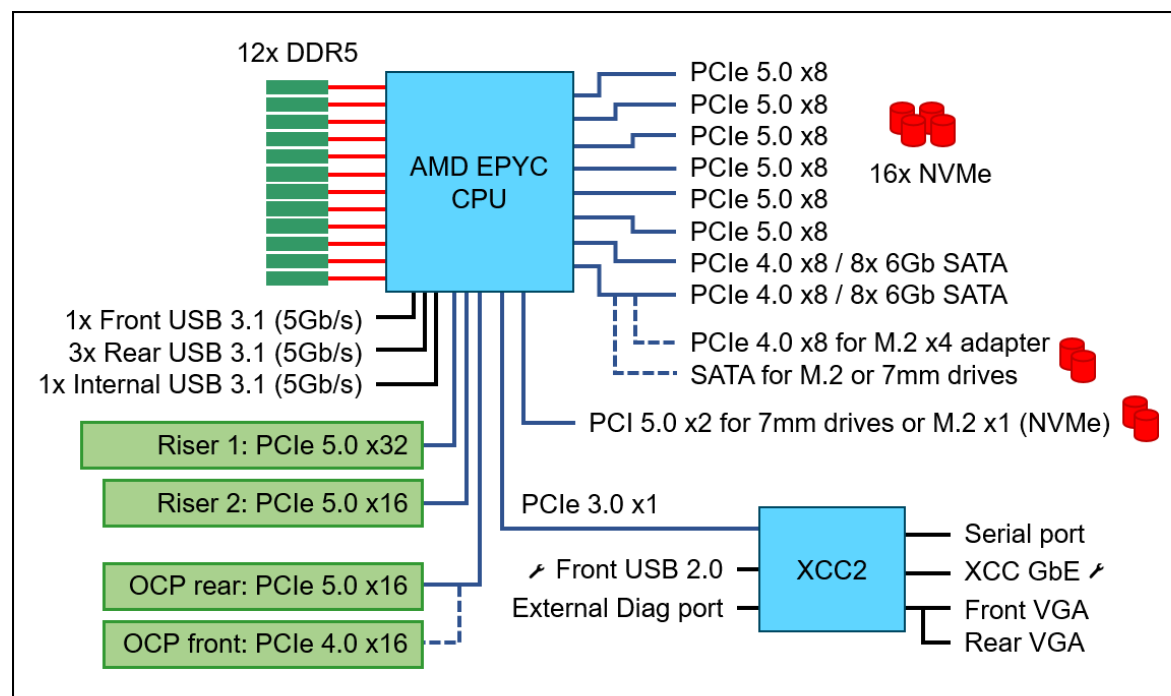 12x DDR5
AMD EPYC
CPU
PCIe 5.0 x8
PCIe 5.0 x8
PCIe 5.0 x8
PCIe 5.0 x8
PCIe 5.0 x8
PCIe 5.0 x8
PCIe 4.0 x8 / 8x 6Gb SATA
PCIe 4.0 x8 / 8x 6Gb SATA
16x NVMe
PCIe 4.0 x8 for M.2 x4 adapter
SATA for M.2 or 7mm drives
PCI 5.0 x2 for 7mm drives or M.2 x1 (NVMe)
1x Front USB 3.1 (5Gb/s)
3x Rear USB 3.1 (5Gb/s)
1x Internal USB 3.1 (5Gb/s)
Riser 1: PCIe 5.0 x32
Riser 2: PCIe 5.0 x16
OCP rear: PCIe 5.0 x16
OCP front: PCIe 4.0 x16
PCIe 3.0 x1
Front USB 2.0
External Diag port
XCC2
Serial port
XCC GbE
Front VGA
Rear VGA